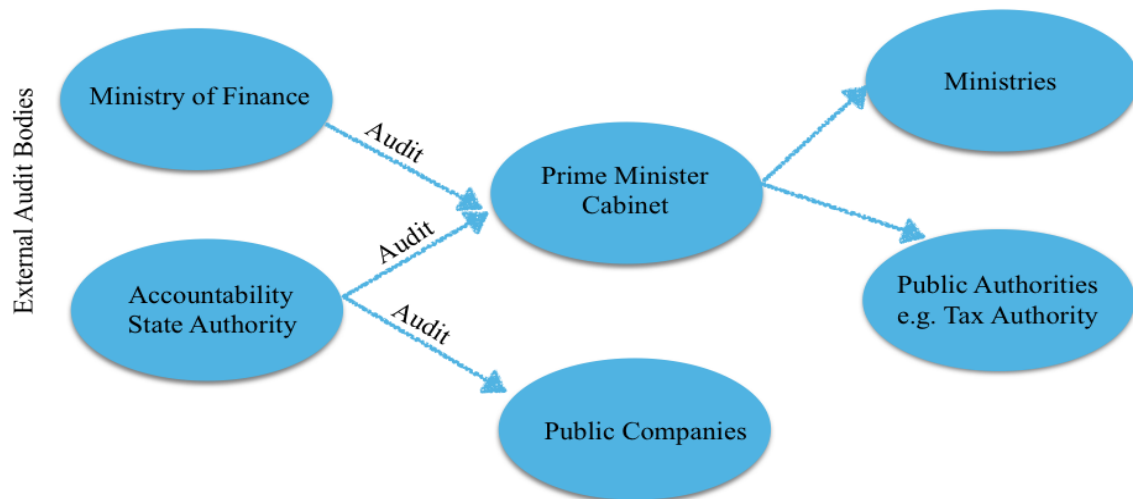 External Audit Bodies
Ministry of Finance
Audit
Accountability
State Authority
Audit
Audit
Prime Minister
Cabinet
Public Companies
Ministries
Public Authorities
e.g. Tax Authority